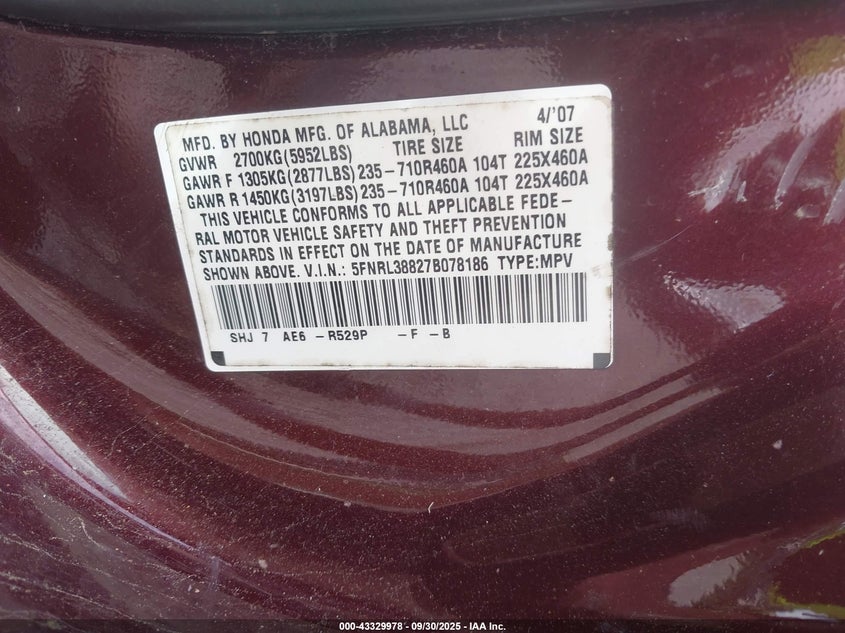 MFD. BY HONDA MFG. OF ALABAMA, LLC 4/'07
GVWR 2700KG(5952LBS) TIRE SIZE RIM SIZE
GAWR F 1305KG(2877LBS) 235-710R460A 104T 225X460A
GAWR R 1450KG(3197LBS) 235-710R460A 104T 225X460A
THIS VEHICLE CONFORMS TO ALL APPLICABLE FEDE-
RAL MOTOR VEHICLE SAFETY AND THEFT PREVENTION
STANDARDS IN EFFECT ON THE DATE OF MANUFACTURE
SHOWN ABOVE. V.I.N.: 5FNRL38827B078186 TYPE:MPV
SHJ 7 AE6 -R529P -F -B
000-43329978 - 09/30/2025 - IAA Inc.